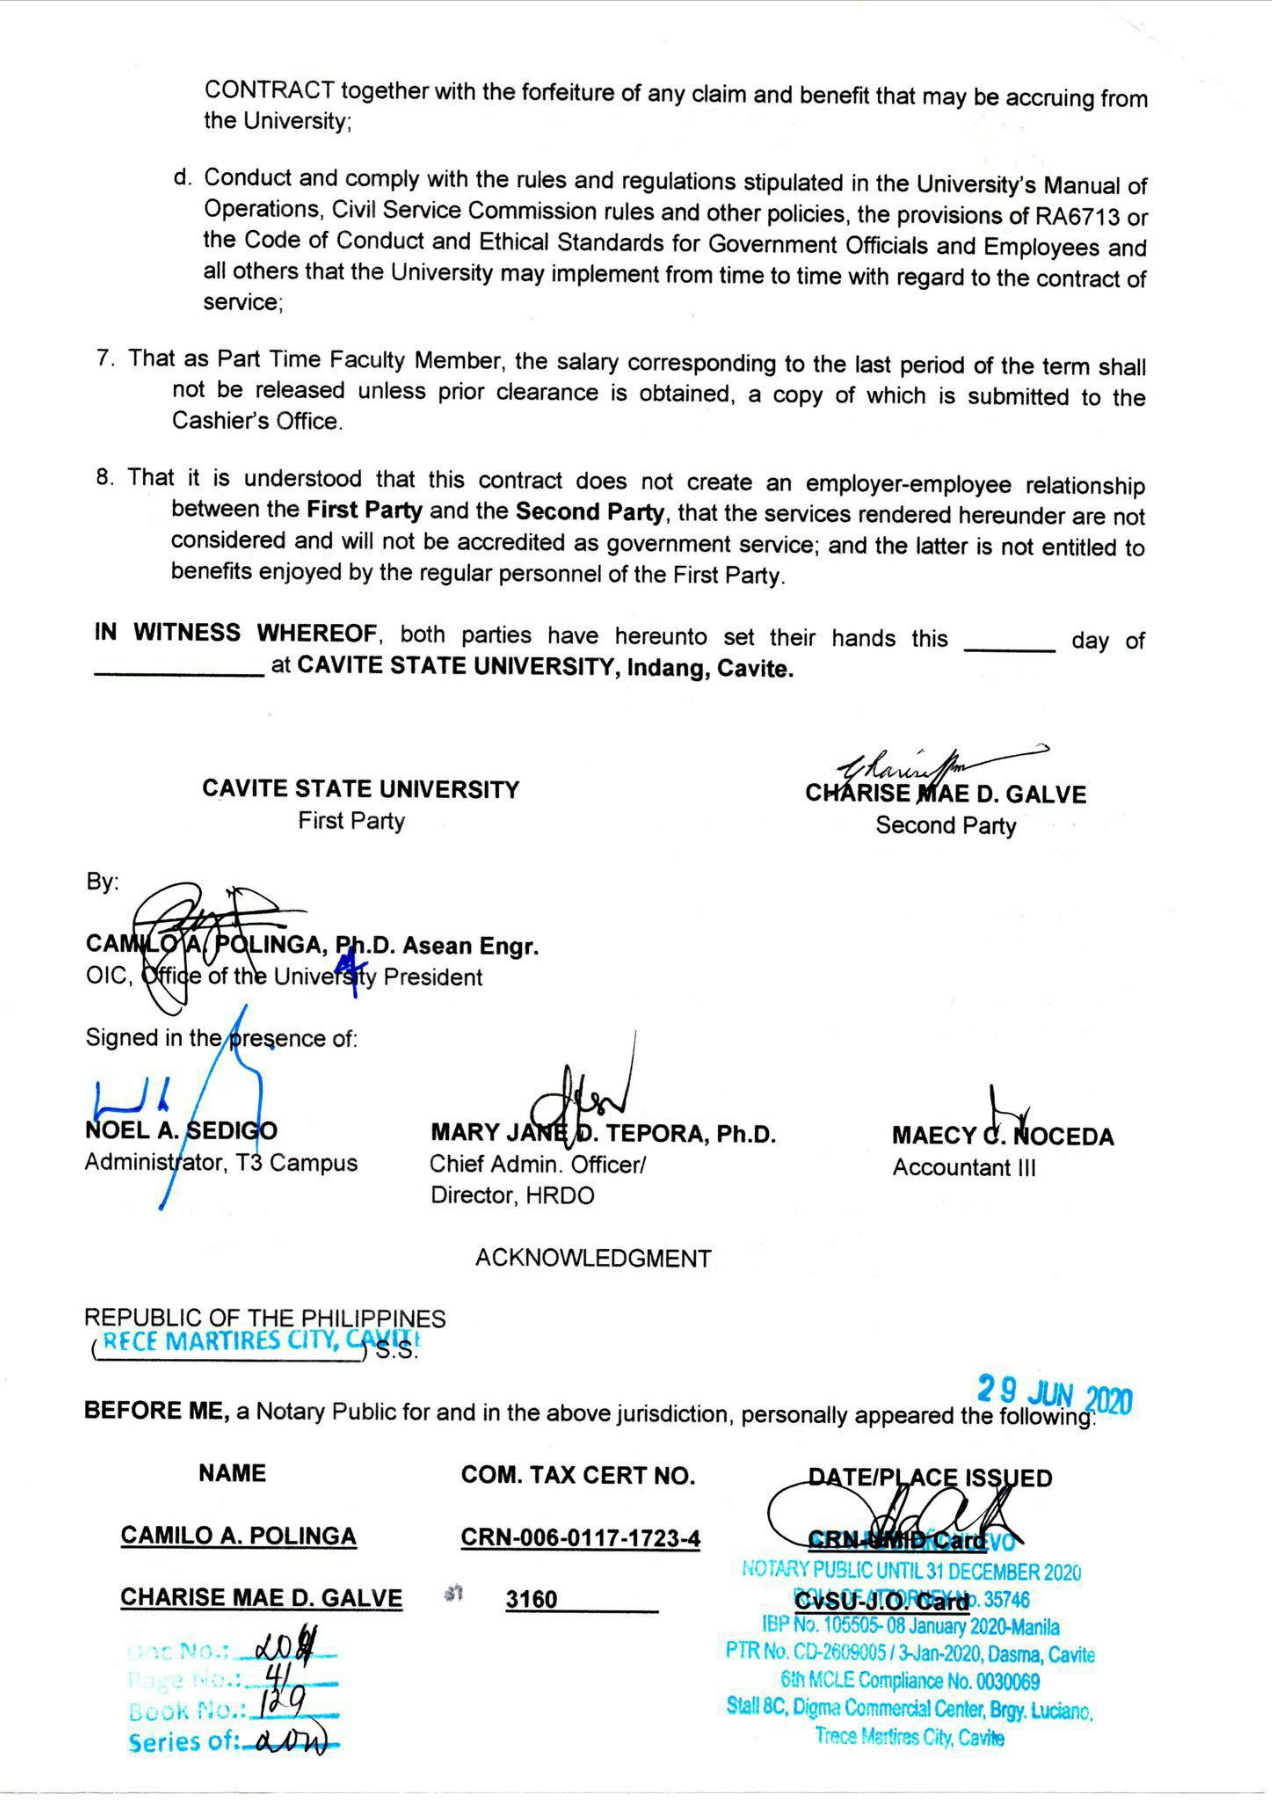 CONTRACT together with the forfeiture of any claim and benefit that may be accruing from
the University;
d. Conduct and comply with the rules and regulations stipulated in the University's Manual of
Operations, Civil Service Commission rules and other policies, the provisions of RA6713 or
the Code of Conduct and Ethical Standards for Government Officials and Employees and
all others that the University may implement from time to time with regard to the contract of
service;
7. That as Part Time Faculty Member, the salary corresponding to the last period of the term shall
not be released unless prior clearance is obtained, a copy of which is submitted to the
Cashier's Office.
8. That it is understood that this contract does not create an employer-employee relationship
between the First Party and the Second Party, that the services rendered hereunder are not
considered and will not be accredited as government service; and the latter is not entitled to
benefits enjoyed by the regular personnel of the First Party.
IN WITNESS WHEREOF, both parties have hereunto set their hands this ______ day of
____________ at CAVITE STATE UNIVERSITY, Indang, Cavite.
CAVITE STATE UNIVERSITY
First Party
CHARISE MAE D. GALVE
Second Party
By:
CAMILO A. POLINGA, Ph.D. Asean Engr.
OIC, Office of the University President
Signed in the presence of:
NOEL A. SEDIGO
Administrator, T3 Campus
MARY JANE D. TEPORA, Ph.D.
Chief Admin. Officer/
Director, HRDO
MAECY C. NOCEDA
Accountant III
ACKNOWLEDGMENT
REPUBLIC OF THE PHILIPPINES
(RECE MARTIRES CITY, CAVITE) S.S.
29 JUN 2020
BEFORE ME, a Notary Public for and in the above jurisdiction, personally appeared the following:
NAME COM. TAX CERT NO. DATE/PLACE ISSUED
CAMILO A. POLINGA CRN-006-0117-1723-4 CRN-UMID Card
NOTARY PUBLIC UNTIL 31 DECEMBER 2020
CHARISE MAE D. GALVE 3160 CvSU-J.O. Card
ROLL OF ATTORNEY No. 35746
IBP No. 105505- 08 January 2020-Manila
PTR No. CD-2609005 / 3-Jan-2020, Dasma, Cavite
6th MCLE Compliance No. 0030069
Stall 8C, Digma Commercial Center, Brgy. Luciano,
Trece Martires City, Cavite
Doc No.:
Page No.: 41
Book No.: 129
Series of: